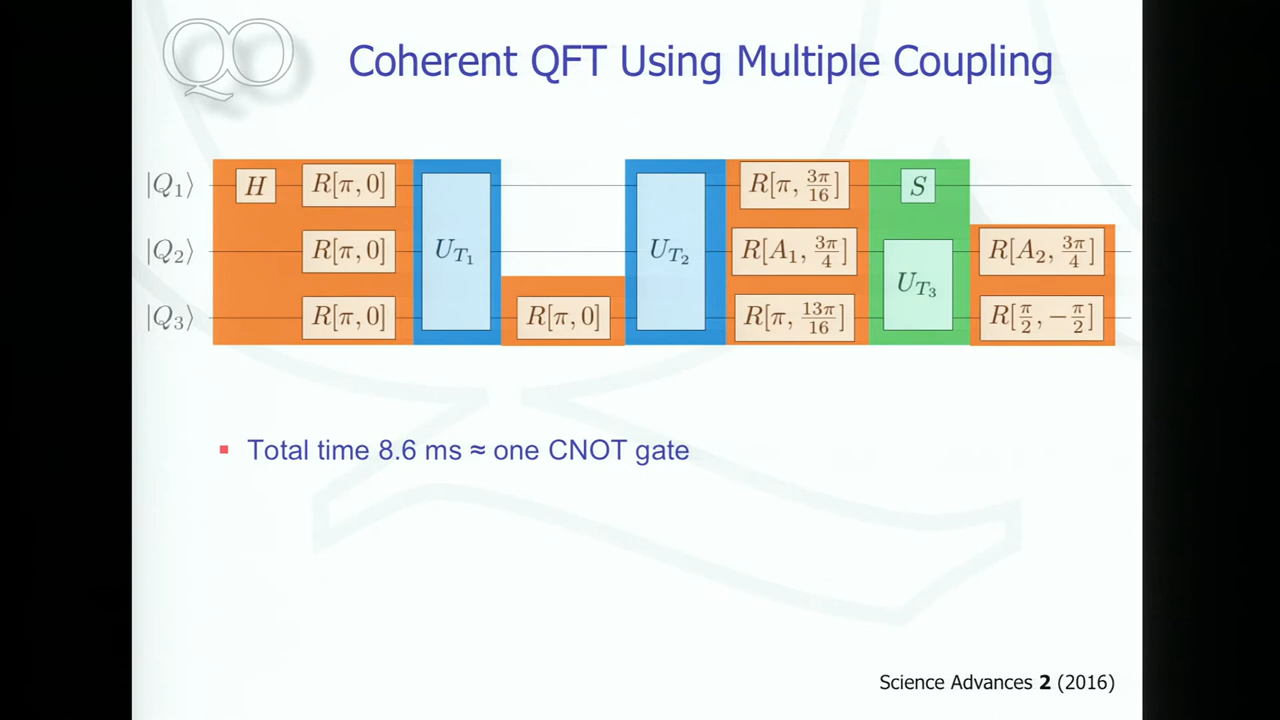 QO
Coherent QFT Using Multiple Coupling
|Q₁⟩ H R[π, 0] R[π, 3π/16] S
|Q₂⟩ R[π, 0] U_T₁ U_T₂ R[A₁, 3π/4] U_T₃ R[A₂, 3π/4]
|Q₃⟩ R[π, 0] R[π, 0] R[π, 13π/16] R[π/2, −π/2]
▪ Total time 8.6 ms ≈ one CNOT gate
Science Advances 2 (2016)